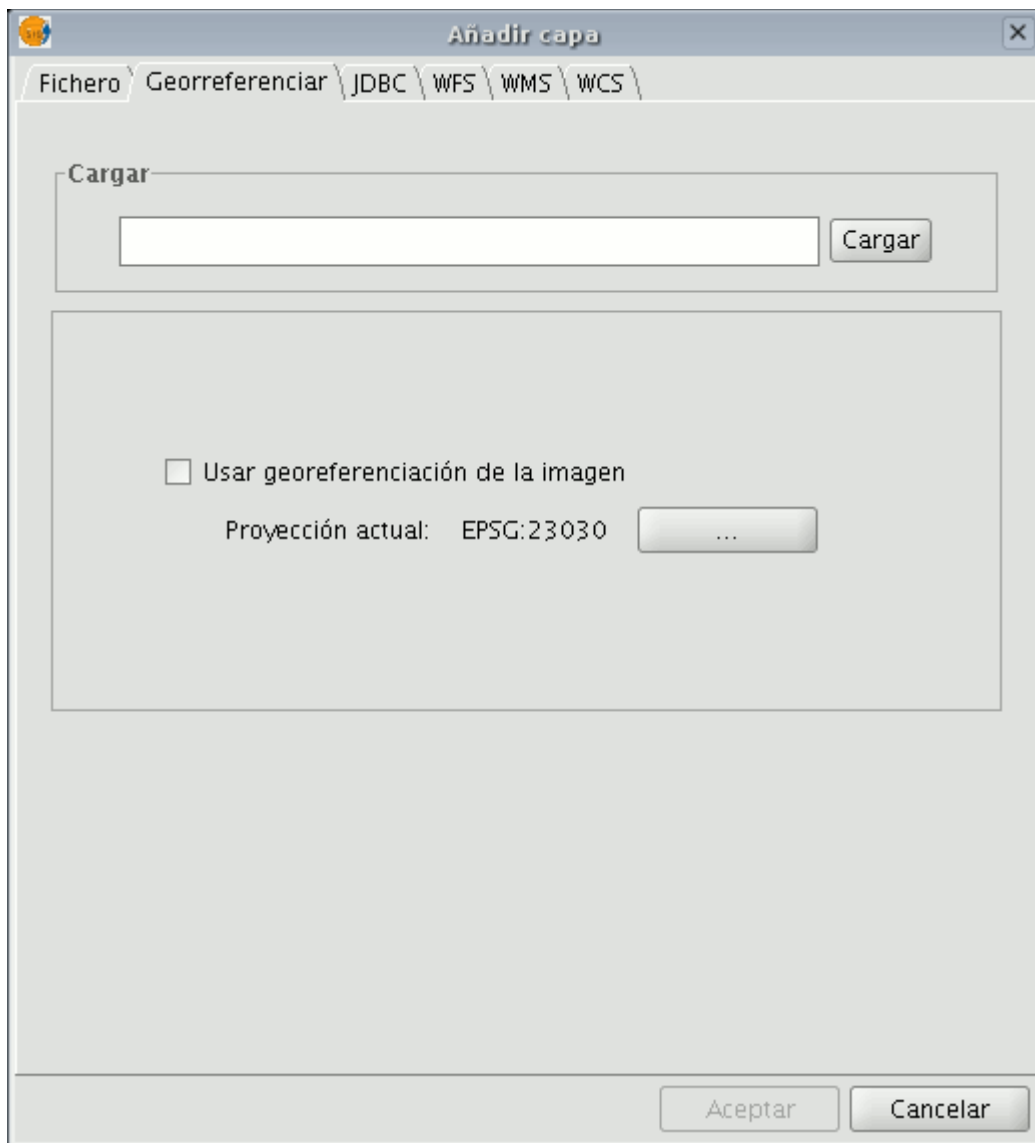 Añadir capa
Fichero Georreferenciar JDBC WFS WMS WCS
Cargar
Cargar
Usar georeferenciación de la imagen
Proyección actual: EPSG:23030 ...
Aceptar Cancelar